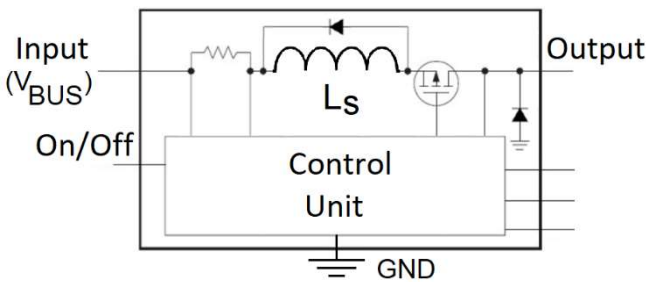 Input
(VBUS)
Output
LS
On/Off
Control
Unit
GND